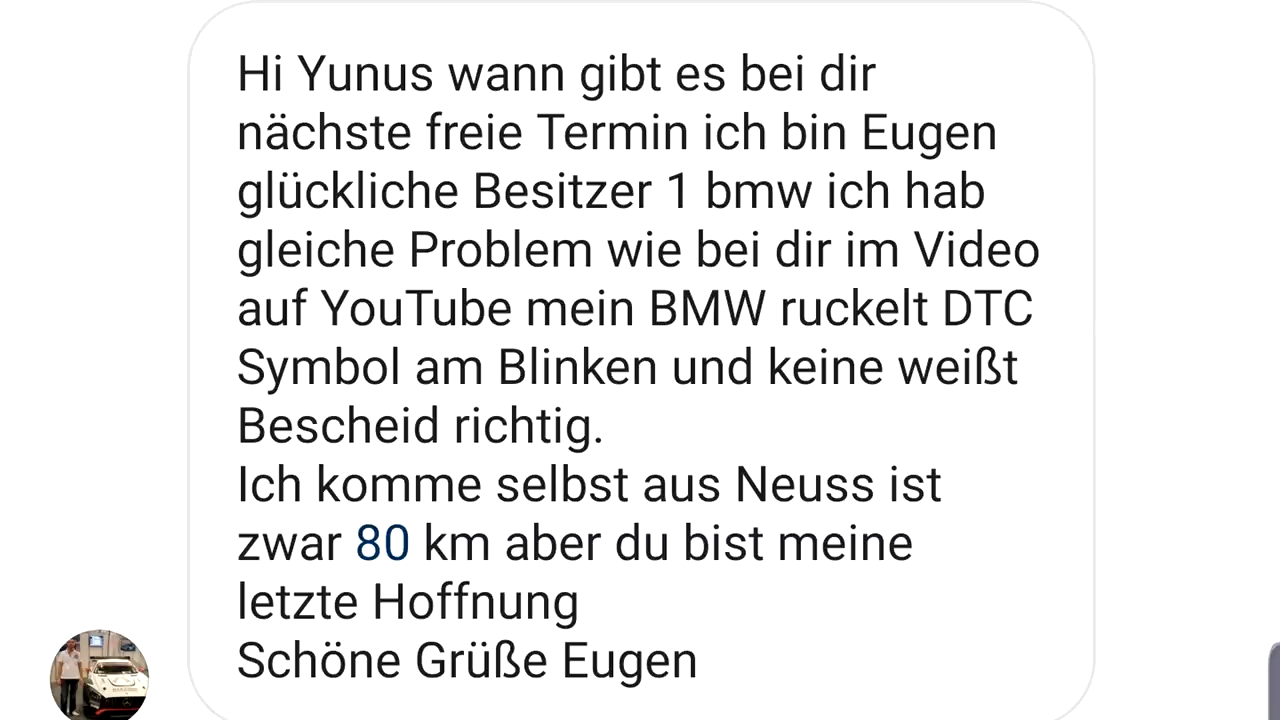 Hi Yunus wann gibt es bei dir
nächste freie Termin ich bin Eugen
glückliche Besitzer 1 bmw ich hab
gleiche Problem wie bei dir im Video
auf YouTube mein BMW ruckelt DTC
Symbol am Blinken und keine weißt
Bescheid richtig.
Ich komme selbst aus Neuss ist
zwar 80 km aber du bist meine
letzte Hoffnung
Schöne Grüße Eugen